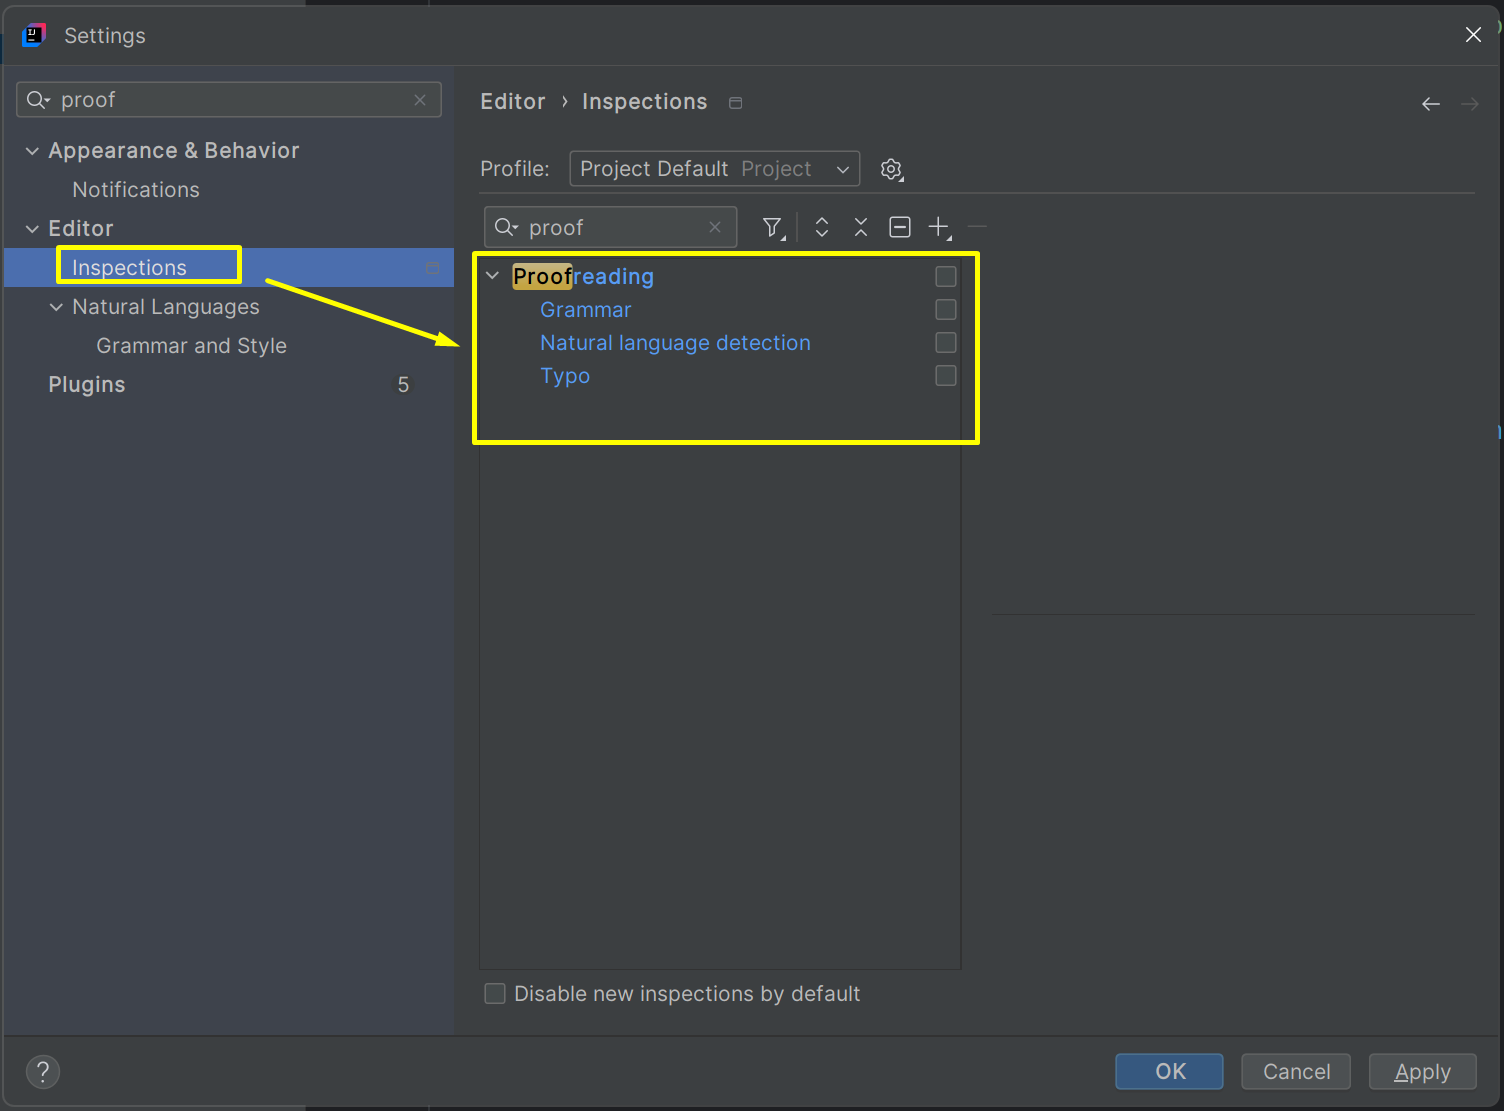 Settings
proof
Appearance & Behavior
Notifications
Editor
Inspections
Natural Languages
Grammar and Style
Plugins 5
Editor › Inspections
Profile: Project Default Project
proof
Proofreading
Grammar
Natural language detection
Typo
Disable new inspections by default
? OK Cancel Apply